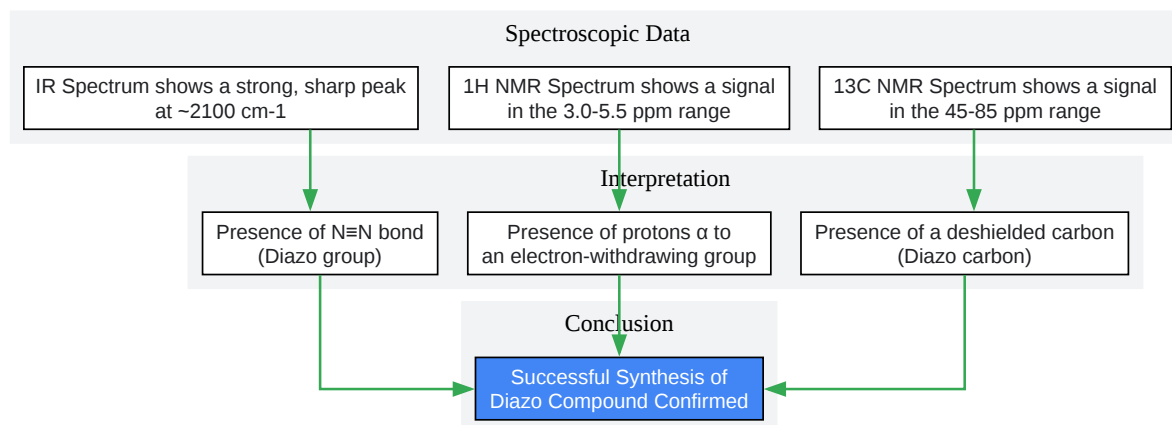 Spectroscopic Data
IR Spectrum shows a strong, sharp peak
at ~2100 cm-1
1H NMR Spectrum shows a signal
in the 3.0-5.5 ppm range
13C NMR Spectrum shows a signal
in the 45-85 ppm range
Interpretation
Presence of N≡N bond
(Diazo group)
Presence of protons α to
an electron-withdrawing group
Presence of a deshielded carbon
(Diazo carbon)
Conclusion
Successful Synthesis of
Diazo Compound Confirmed